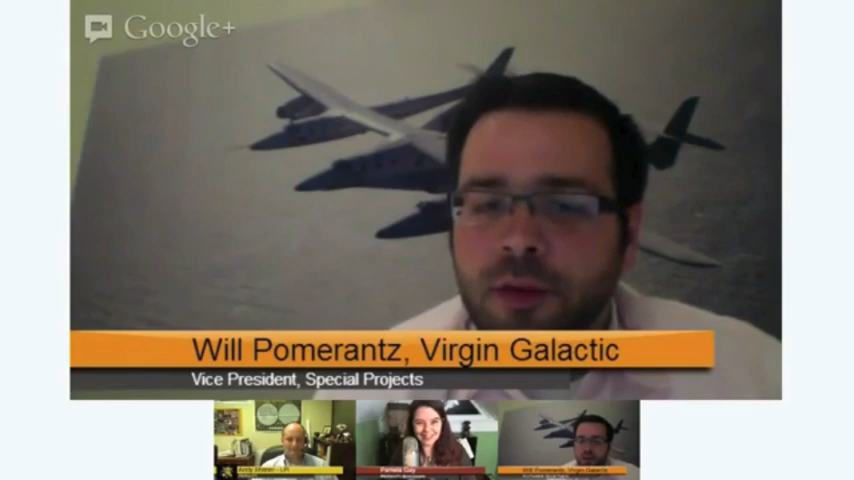 Google+
Will Pomerantz, Virgin Galactic
Vice President, Special Projects
Pamela Gay
Will Pomerantz, Virgin Galactic